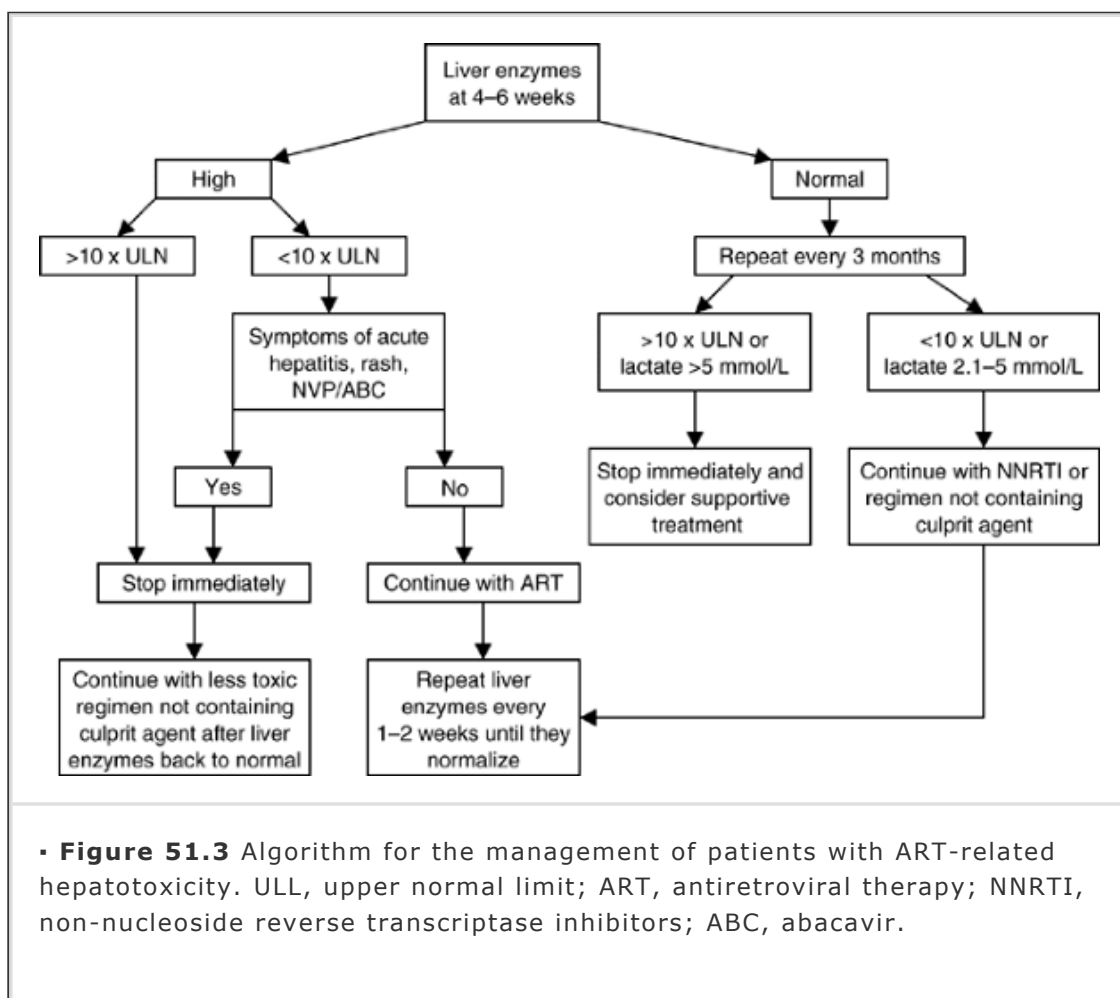 Liver enzymes
at 4–6 weeks
High
Normal
>10 x ULN
<10 x ULN
Repeat every 3 months
Symptoms of acute
hepatitis, rash,
NVP/ABC
>10 x ULN or
lactate >5 mmol/L
<10 x ULN or
lactate 2.1–5 mmol/L
Yes
No
Stop immediately and
consider supportive
treatment
Continue with NNRTI or
regimen not containing
culprit agent
Stop immediately
Continue with ART
Continue with less toxic
regimen not containing
culprit agent after liver
enzymes back to normal
Repeat liver
enzymes every
1–2 weeks until they
normalize
▪ Figure 51.3 Algorithm for the management of patients with ART-related
hepatotoxicity. ULL, upper normal limit; ART, antiretroviral therapy; NNRTI,
non-nucleoside reverse transcriptase inhibitors; ABC, abacavir.